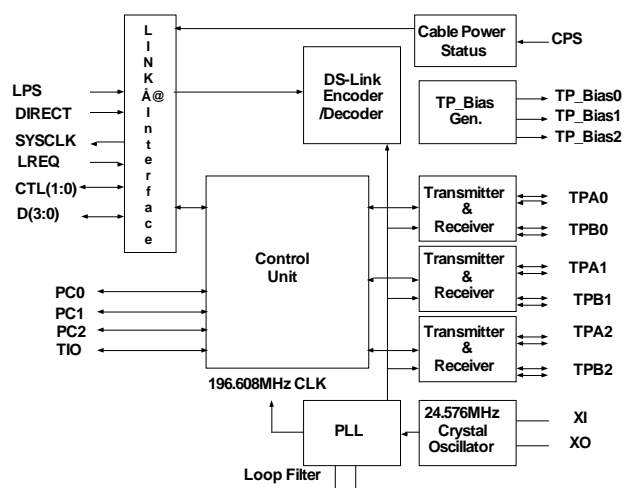 LINKÅ@Interface
Cable Power
Status
CPS
DS-Link
Encoder
/Decoder
TP_Bias
Gen.
TP_Bias0
TP_Bias1
TP_Bias2
LPS
DIRECT
SYSCLK
LREQ
CTL(1:0)
D(3:0)
Control
Unit
Transmitter
&
Receiver
TPA0
TPB0
Transmitter
&
Receiver
TPA1
TPB1
Transmitter
&
Receiver
TPA2
TPB2
PC0
PC1
PC2
TIO
196.608MHz CLK
PLL
24.576MHz
Crystal
Oscillator
XI
XO
Loop Filter